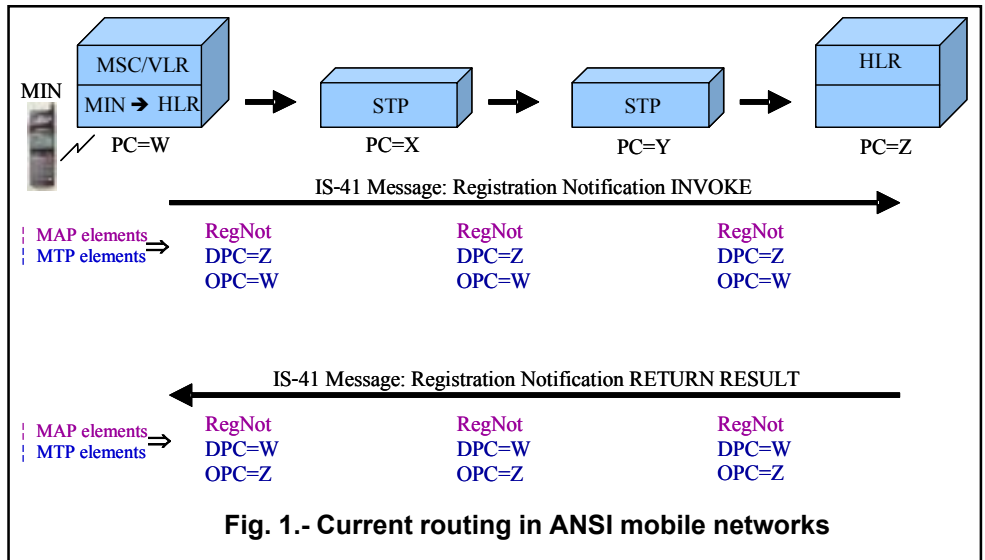 MSC/VLR
HLR
MIN
MIN ➔ HLR
STP
STP
PC=W
PC=X
PC=Y
PC=Z
IS-41 Message: Registration Notification INVOKE
MAP elements
MTP elements
⇒
RegNot
DPC=Z
OPC=W
RegNot
DPC=Z
OPC=W
RegNot
DPC=Z
OPC=W
IS-41 Message: Registration Notification RETURN RESULT
MAP elements
MTP elements
⇒
RegNot
DPC=W
OPC=Z
RegNot
DPC=W
OPC=Z
RegNot
DPC=W
OPC=Z
Fig. 1.- Current routing in ANSI mobile networks